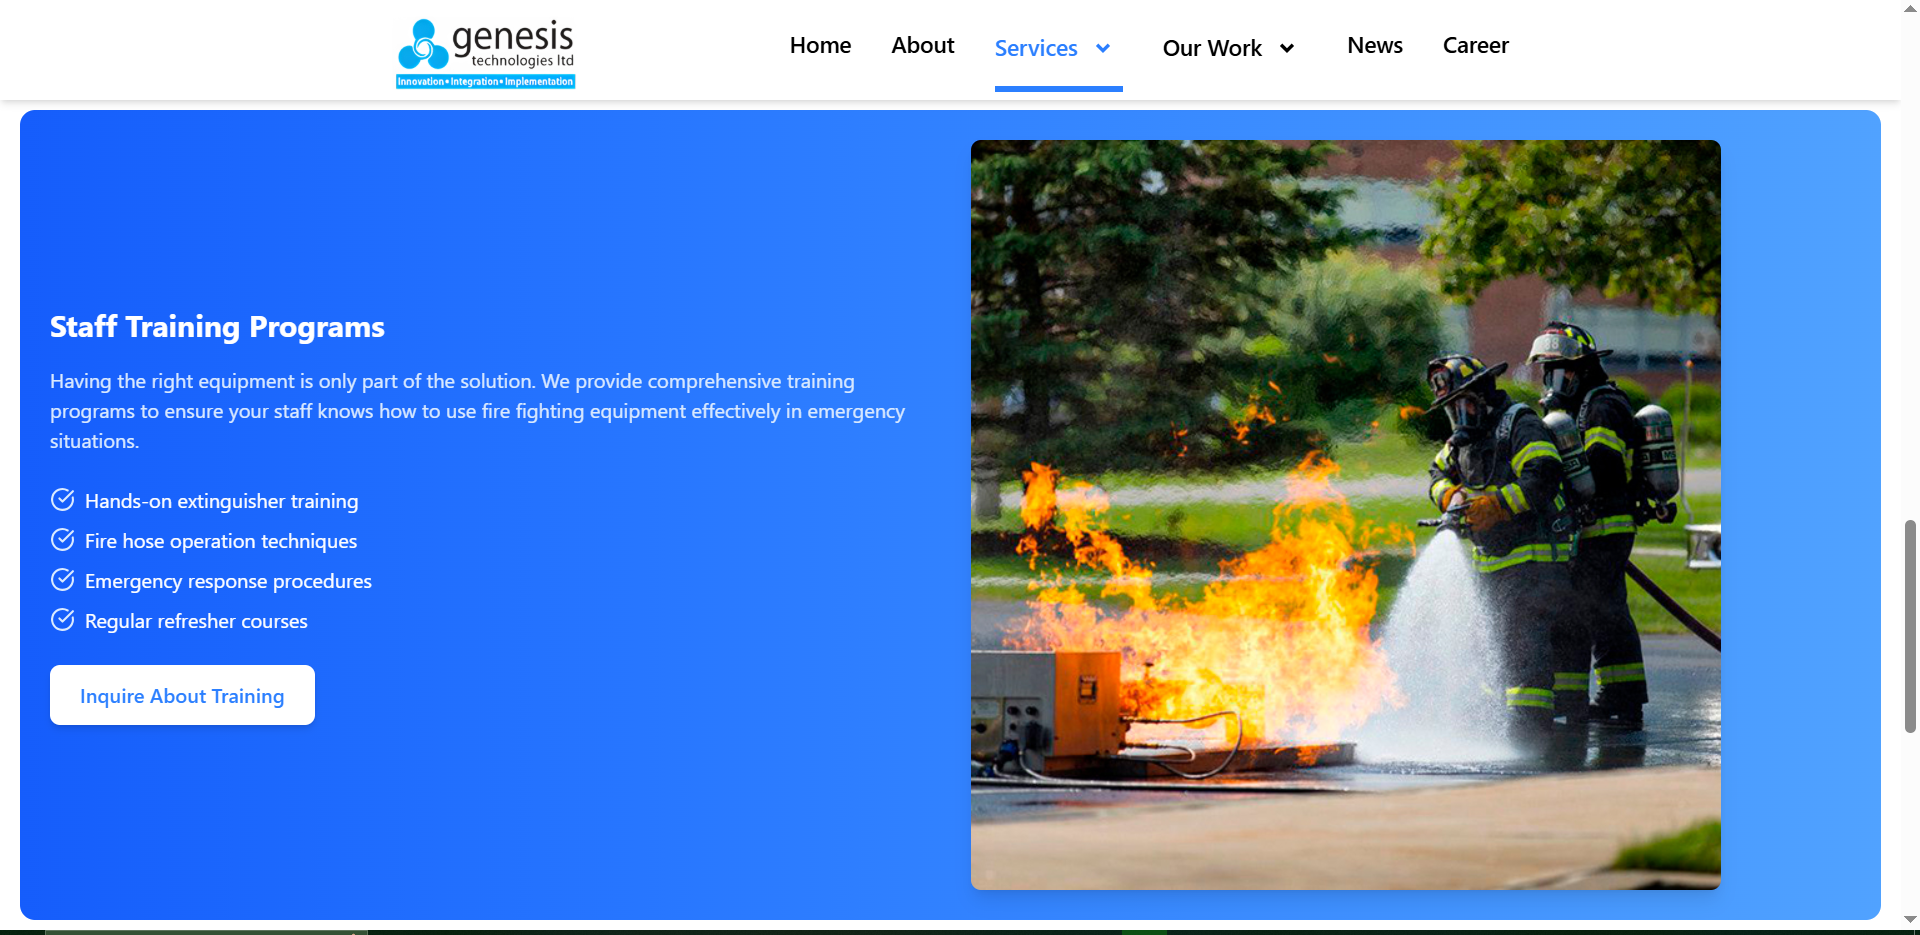 genesis
technologies ltd
Innovation • Integration • Implementation
Home About Services Our Work News Career
Staff Training Programs
Having the right equipment is only part of the solution. We provide comprehensive training
programs to ensure your staff knows how to use fire fighting equipment effectively in emergency
situations.
Hands-on extinguisher training
Fire hose operation techniques
Emergency response procedures
Regular refresher courses
Inquire About Training